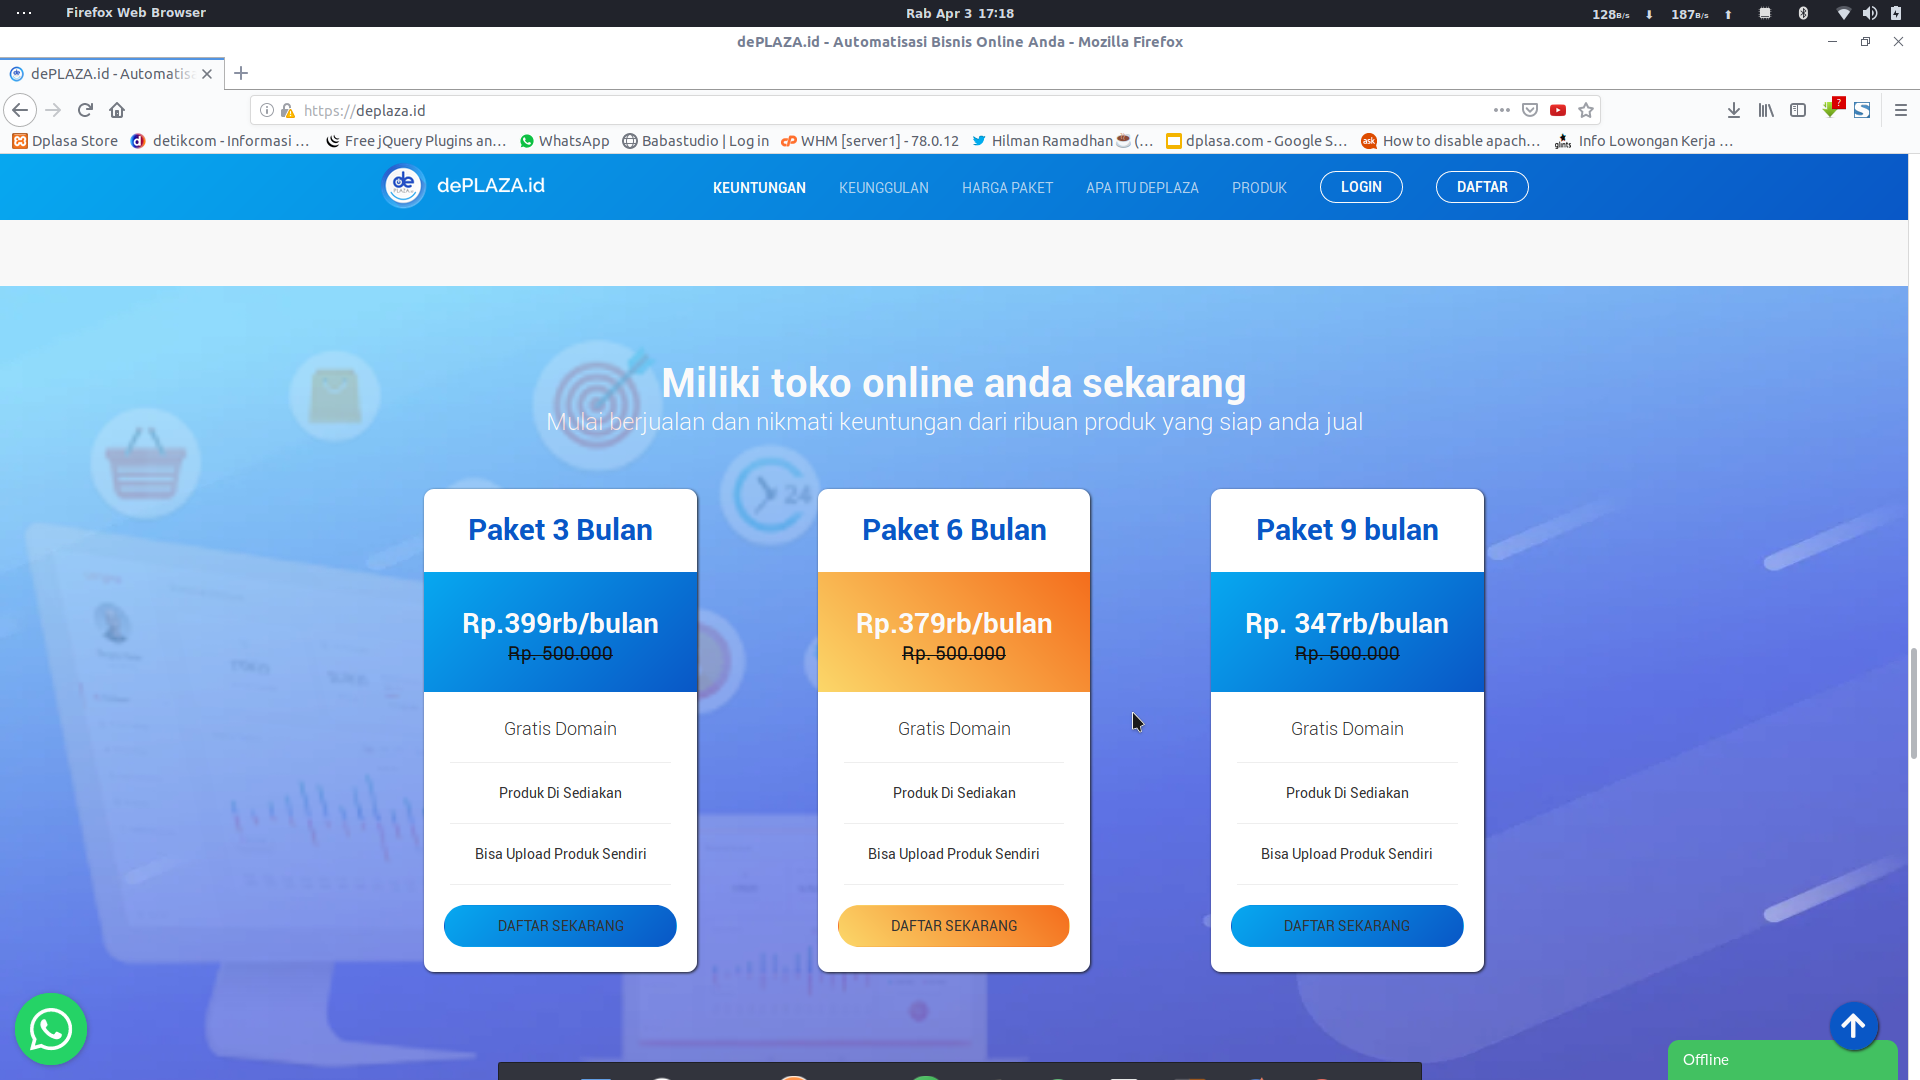 Firefox Web Browser
Rab Apr 3 17:18
128B/s
187B/s
dePLAZA.id - Automatisasi Bisnis Online Anda - Mozilla Firefox
dePLAZA.id - Automatisa
https://deplaza.id
?
Dplasa Store
detikcom - Informasi ...
Free jQuery Plugins an...
WhatsApp
Babastudio | Log in
WHM [server1] - 78.0.12
Hilman Ramadhan☕(...
dplasa.com - Google S...
How to disable apach...
Info Lowongan Kerja ...
dePLAZA.id
KEUNTUNGAN
KEUNGGULAN
HARGA PAKET
APA ITU DEPLAZA
PRODUK
LOGIN
DAFTAR
Miliki toko online anda sekarang
Mulai berjualan dan nikmati keuntungan dari ribuan produk yang siap anda jual
24
Paket 3 Bulan
Rp.399rb/bulan
Rp. 500.000
Gratis Domain
Produk Di Sediakan
Bisa Upload Produk Sendiri
DAFTAR SEKARANG
Paket 6 Bulan
Rp.379rb/bulan
Rp. 500.000
Gratis Domain
Produk Di Sediakan
Bisa Upload Produk Sendiri
DAFTAR SEKARANG
Paket 9 bulan
Rp. 347rb/bulan
Rp. 500.000
Gratis Domain
Produk Di Sediakan
Bisa Upload Produk Sendiri
DAFTAR SEKARANG
Offline